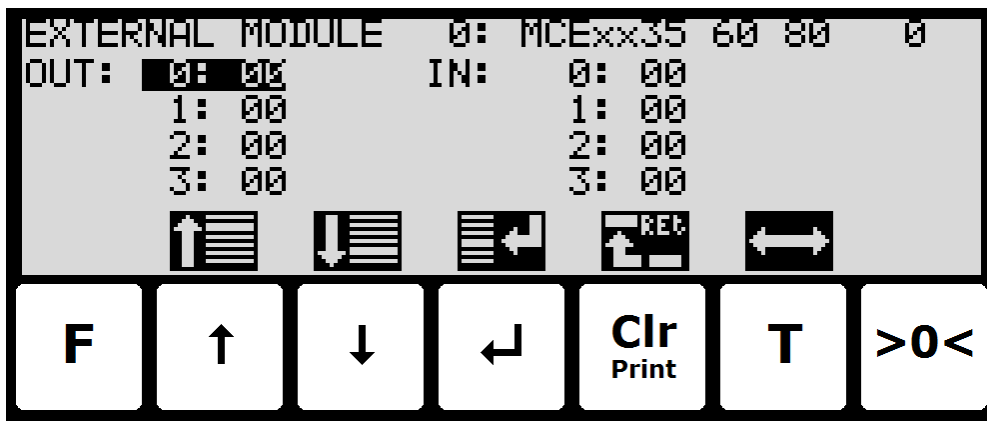 EXTERNAL MODULE 0: MCExx35 60 80 0
OUT: 0: 00 IN: 0: 00
1: 00 1: 00
2: 00 2: 00
3: 00 3: 00
REt
F ↑ ↓ ↵ Clr T >0<
Print